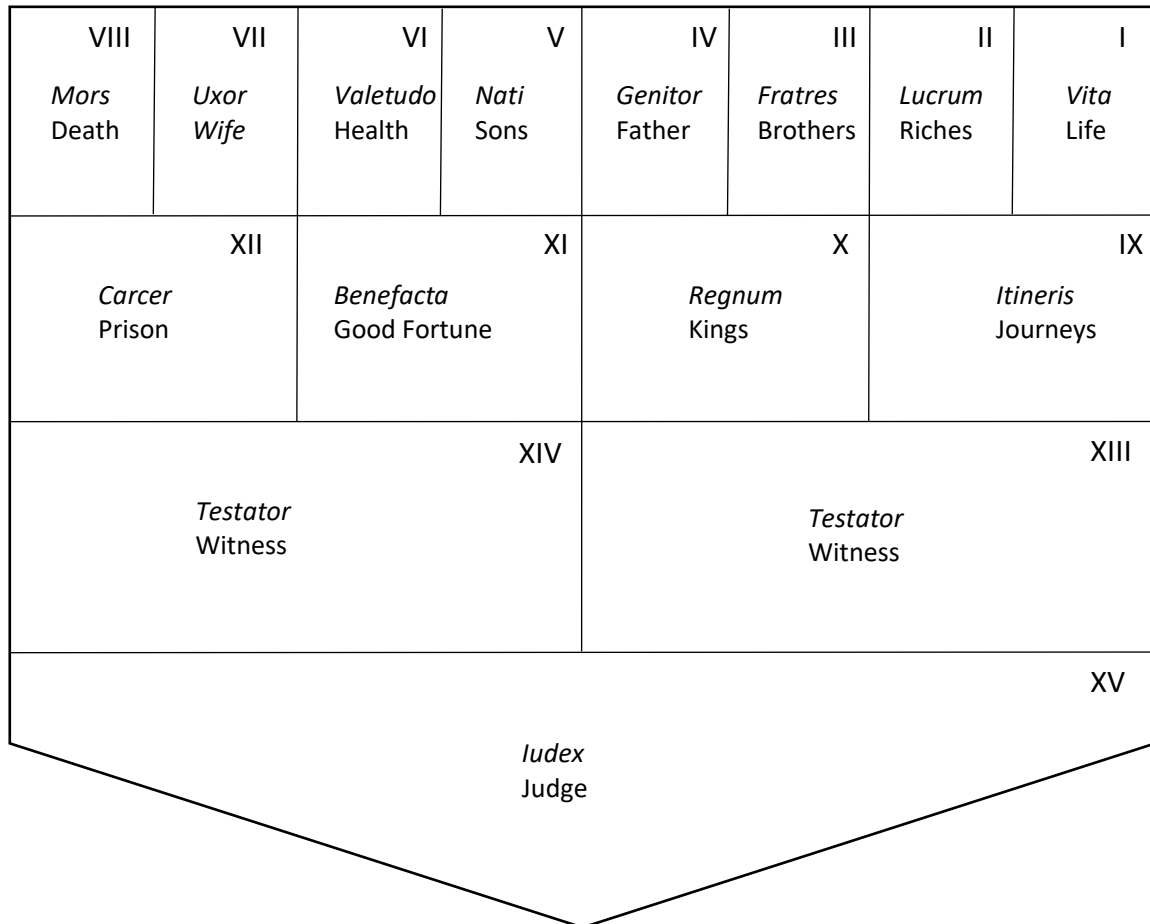 VIII VII VI V IV III II I
Mors Uxor Valetudo Nati Genitor Fratres Lucrum Vita
Death Wife Health Sons Father Brothers Riches Life
XII XI X IX
Carcer Benefacta Regnum Itineris
Prison Good Fortune Kings Journeys
XIV XIII
Testator Testator
Witness Witness
XV
Iudex
Judge